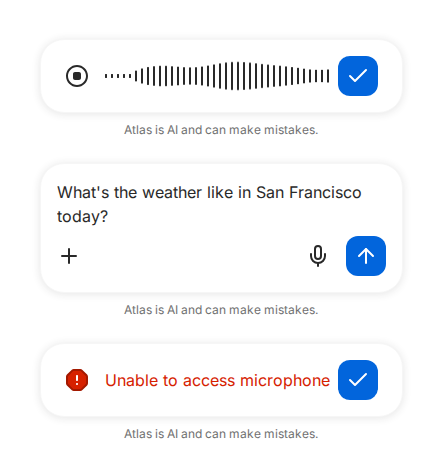 Atlas is AI and can make mistakes.
What's the weather like in San Francisco
today?
Atlas is AI and can make mistakes.
Unable to access microphone
Atlas is AI and can make mistakes.